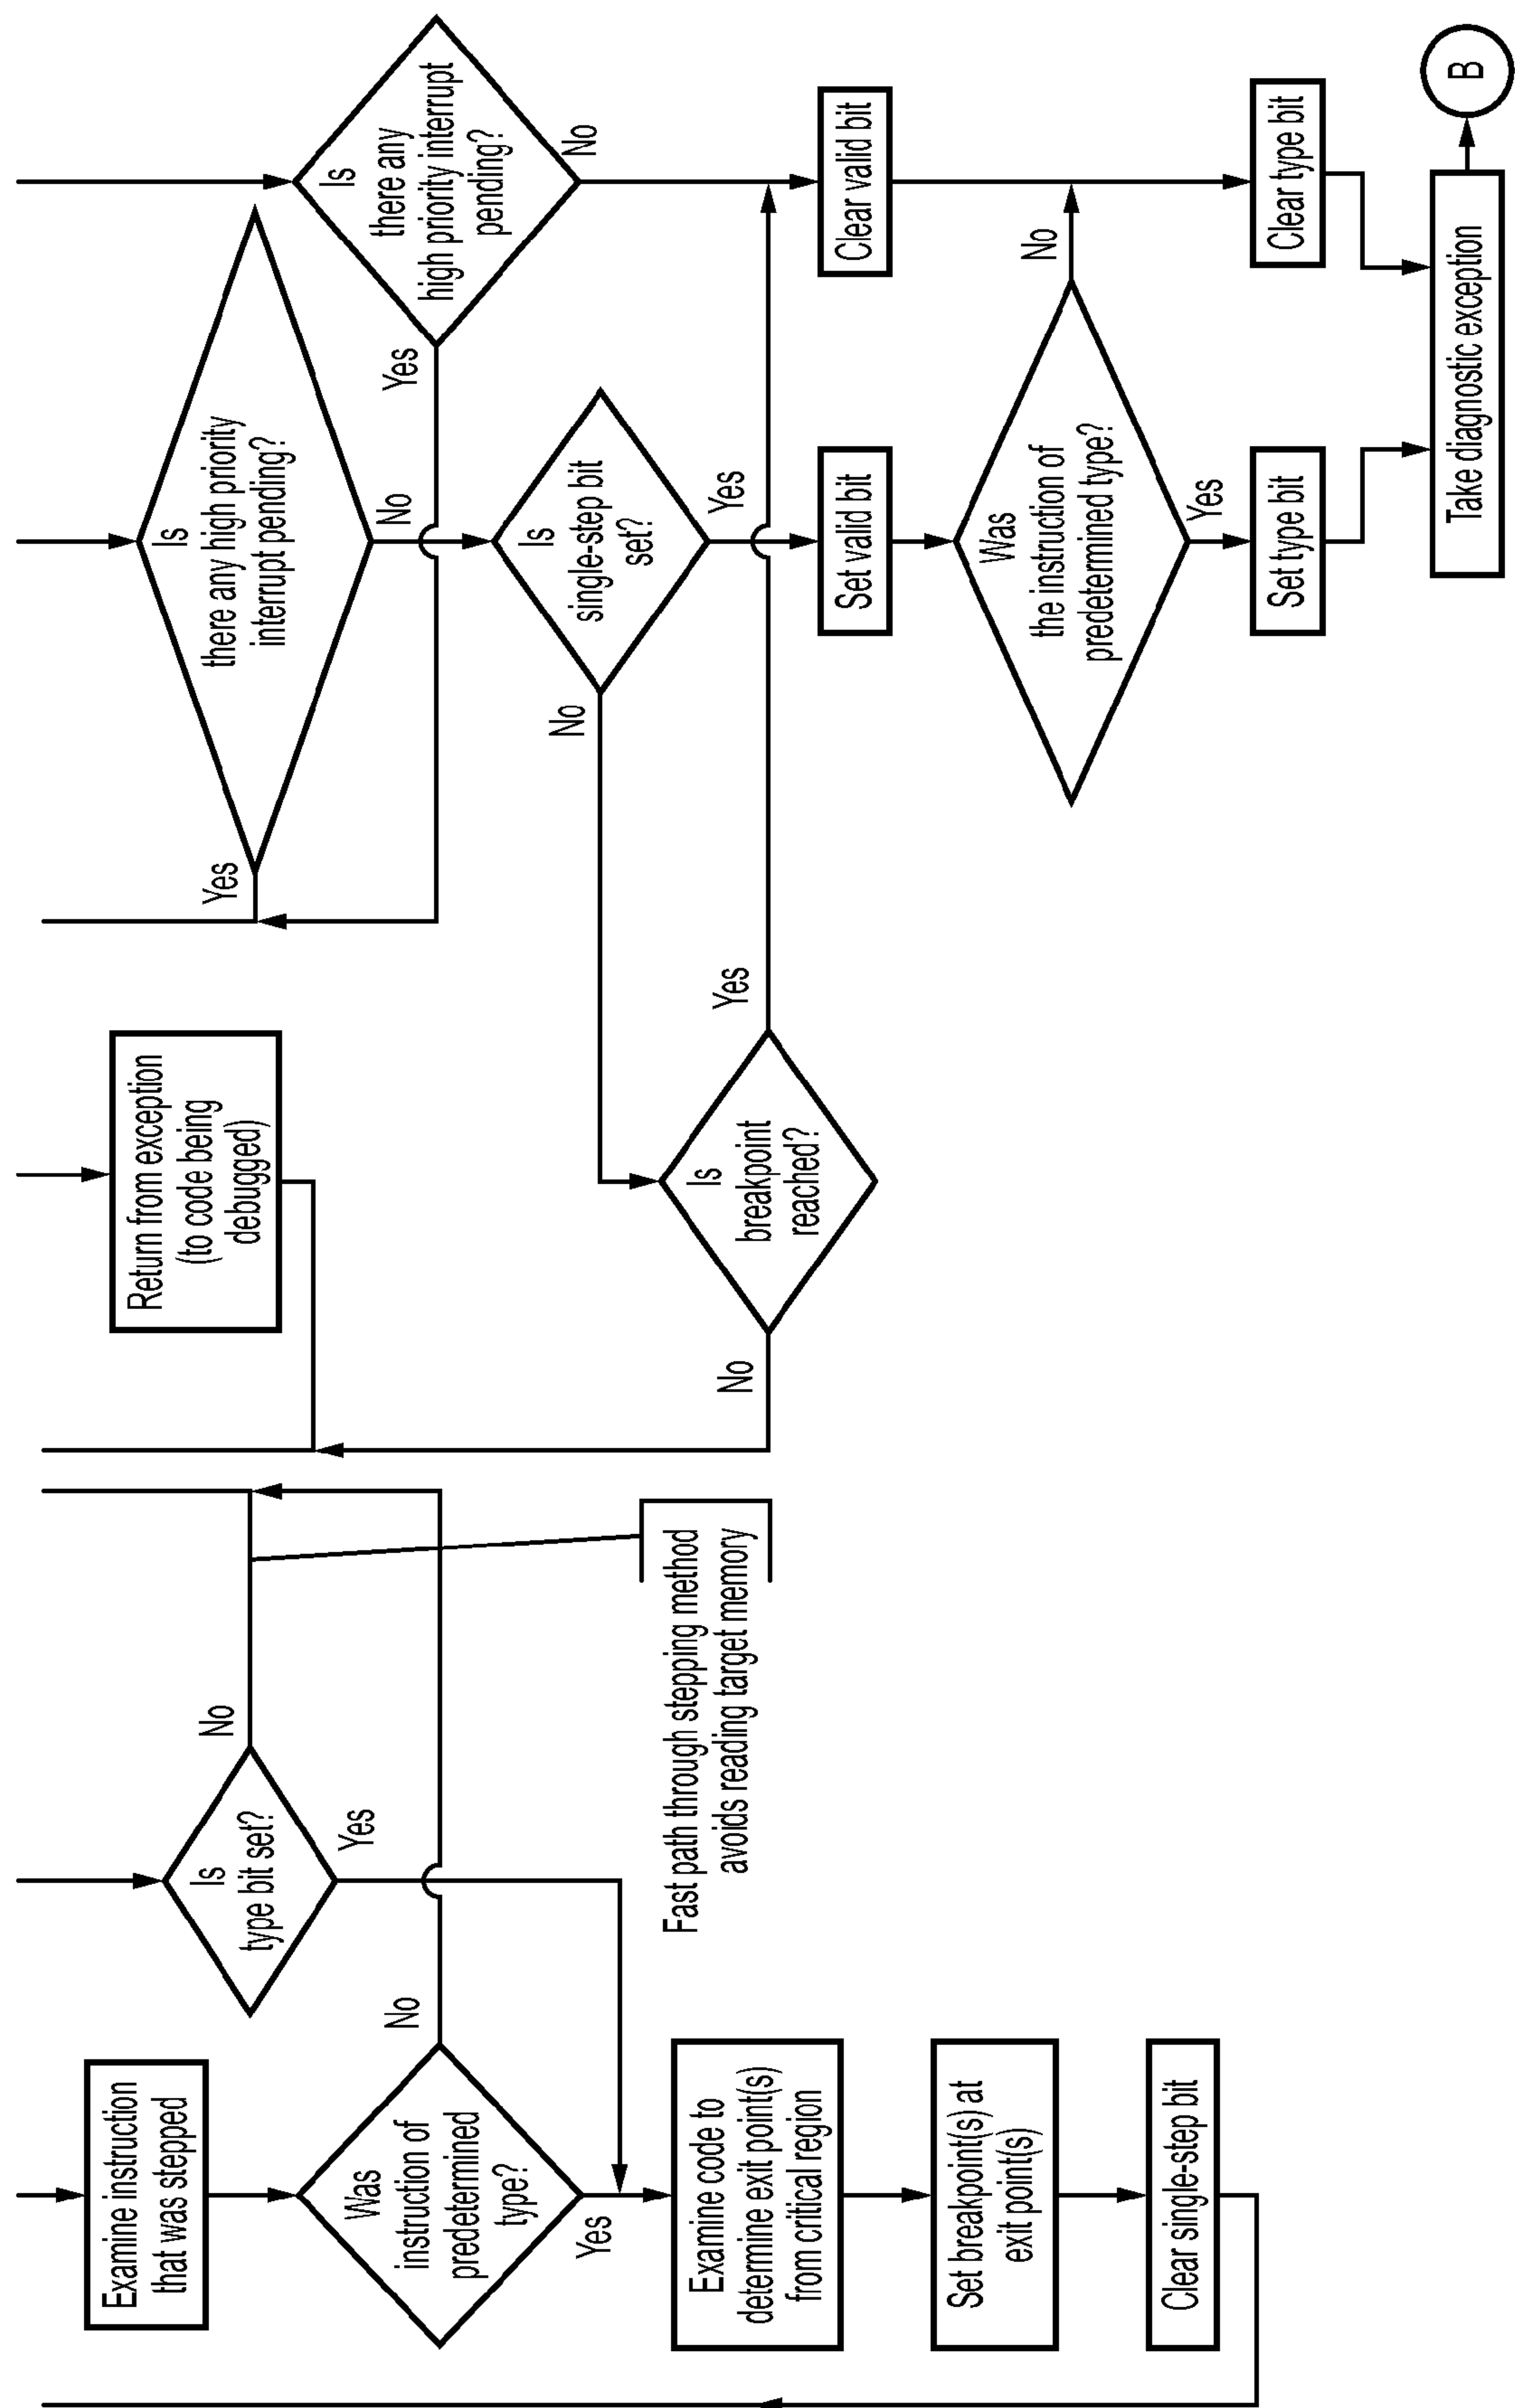 Examine instruction
that was stepped
Was
instruction of
predetermined
type?
No
Yes
Examine code to
determine exit point(s)
from critical region
Set breakpoint(s) at
exit point(s)
Clear single-step bit
Is
type bit set?
No
Yes
Fast path through stepping method
avoids reading target memory
Return from exception
(to code being
debugged)
Is
breakpoint
reached?
No
Yes
Is
there any high priority
interrupt pending?
Yes
No
Is
single-step bit
set?
No
Yes
Set valid bit
Was
the instruction of
predetermined type?
No
Yes
Set type bit
Is
there any
high priority interrupt
pending?
Yes
No
Clear valid bit
Clear type bit
Take diagnostic exception
B